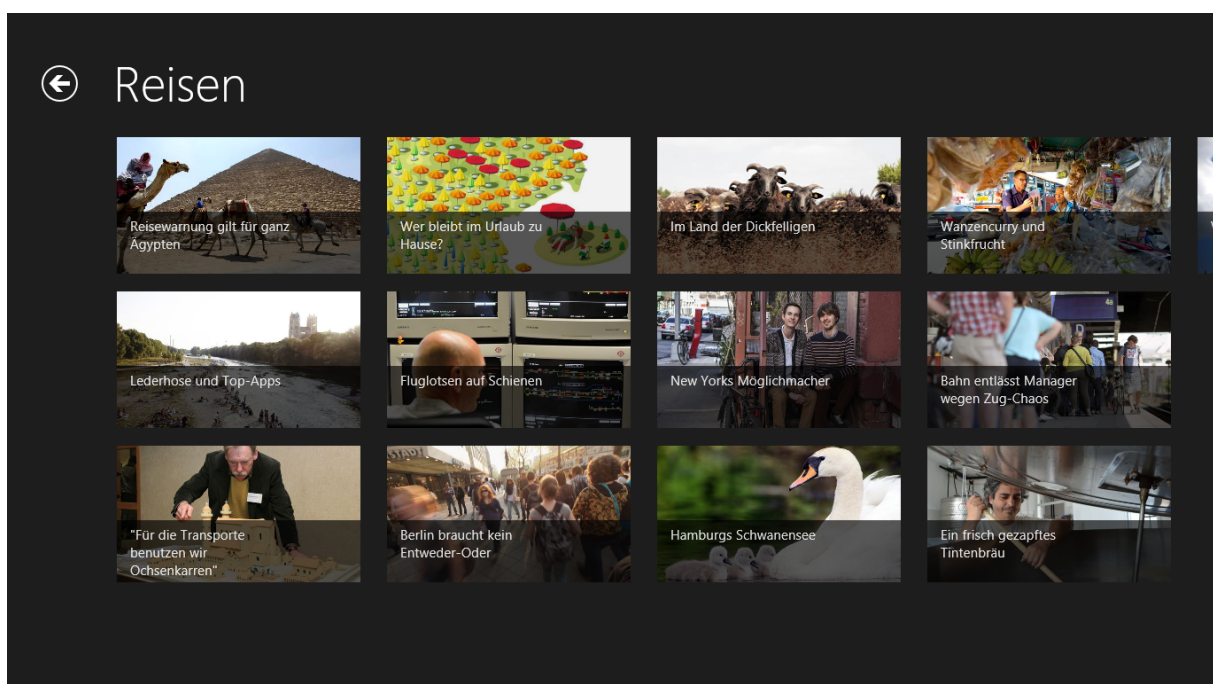 Reisen
Reisewarnung gilt für ganz
Ägypten
Wer bleibt im Urlaub zu
Hause?
Im Land der Dickfelligen
Wanzencurry und
Stinkfrucht
Lederhose und Top-Apps
Fluglotsen auf Schienen
New Yorks Möglichmacher
Bahn entlässt Manager
wegen Zug-Chaos
"Für die Transporte
benutzen wir
Ochsenkarren"
Berlin braucht kein
Entweder-Oder
Hamburgs Schwanensee
Ein frisch gezapftes
Tintenbräu